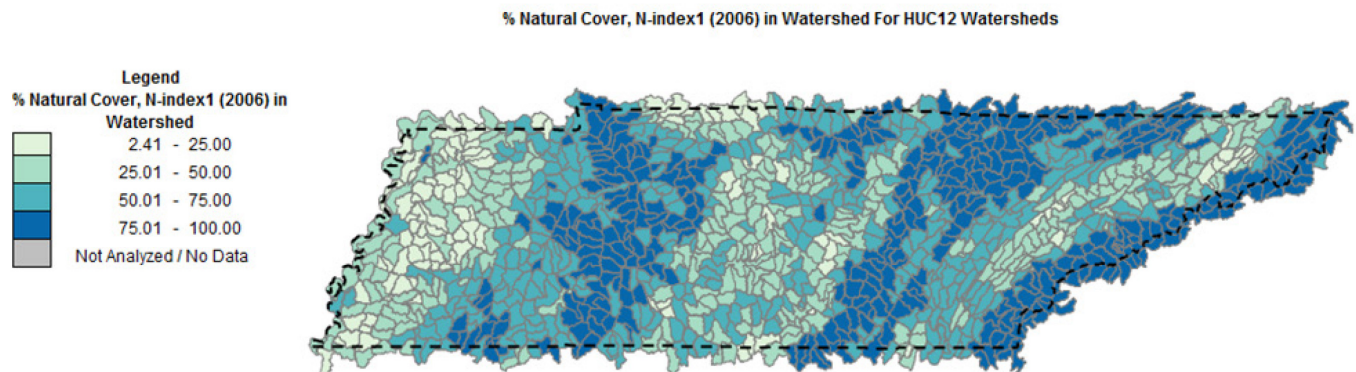 % Natural Cover, N-index1 (2006) in Watershed For HUC12 Watersheds
Legend
% Natural Cover, N-index1 (2006) in
Watershed
2.41 - 25.00
25.01 - 50.00
50.01 - 75.00
75.01 - 100.00
Not Analyzed / No Data